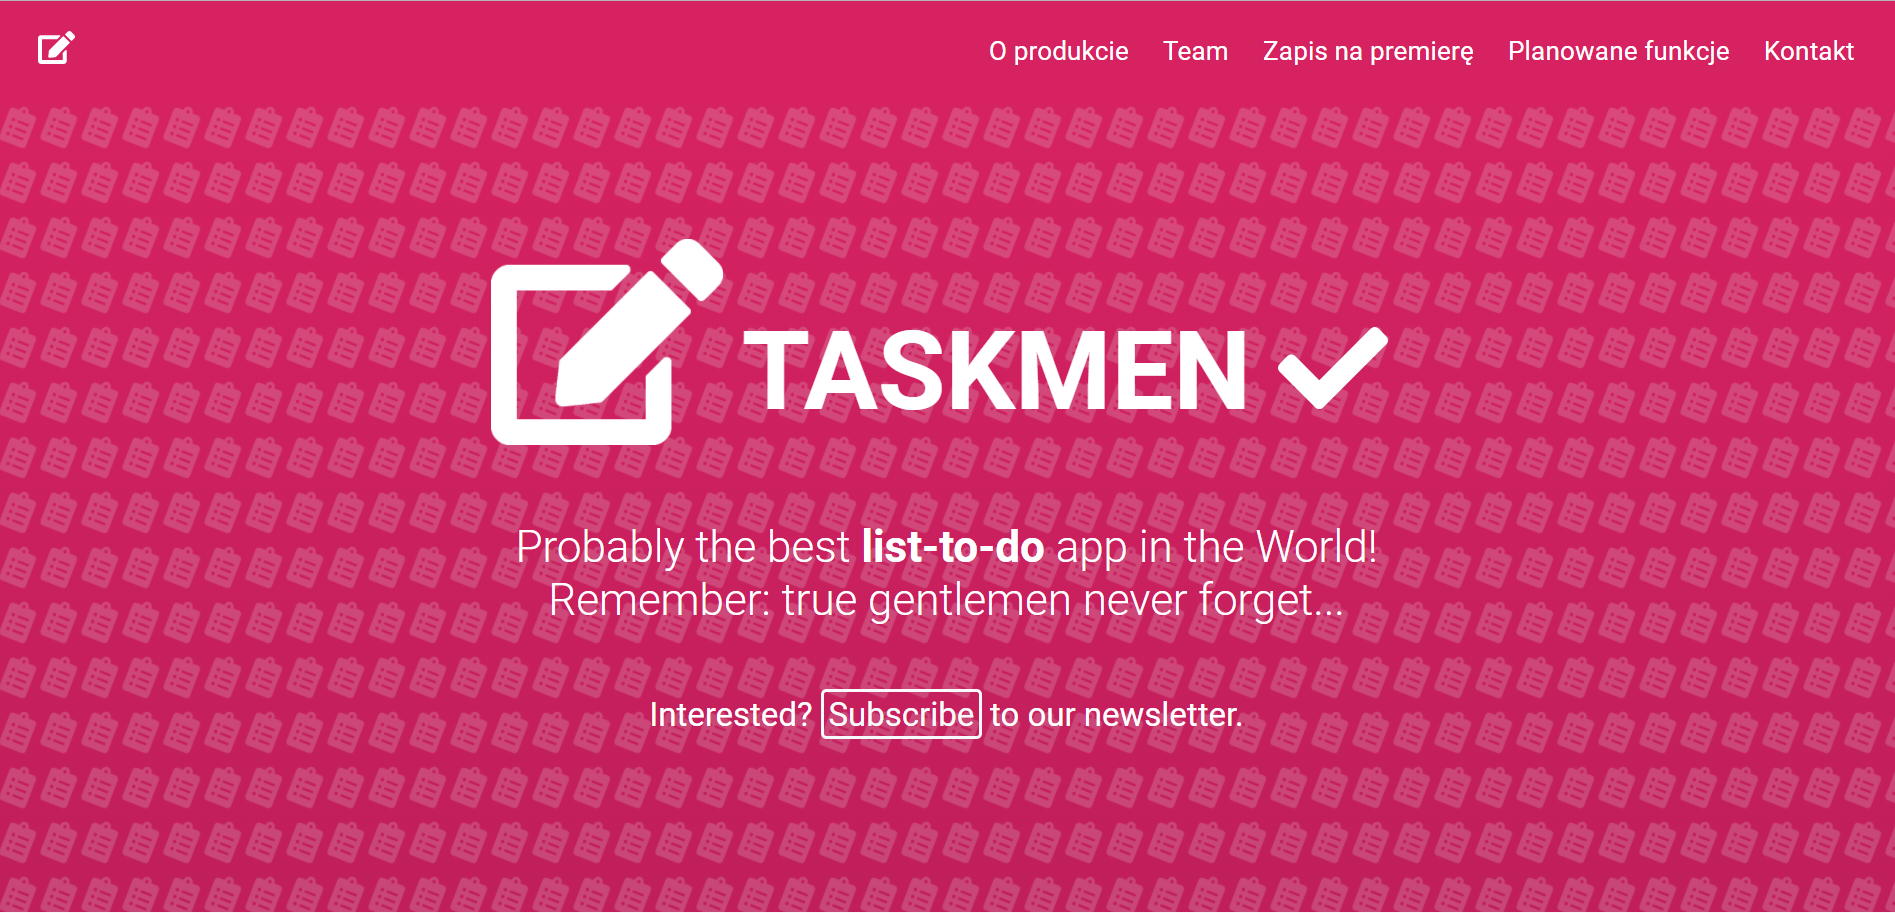 O produkcie Team Zapis na premierę Planowane funkcje Kontakt
TASKMEN
Probably the best list-to-do app in the World!
Remember: true gentlemen never forget...
Interested? Subscribe to our newsletter.